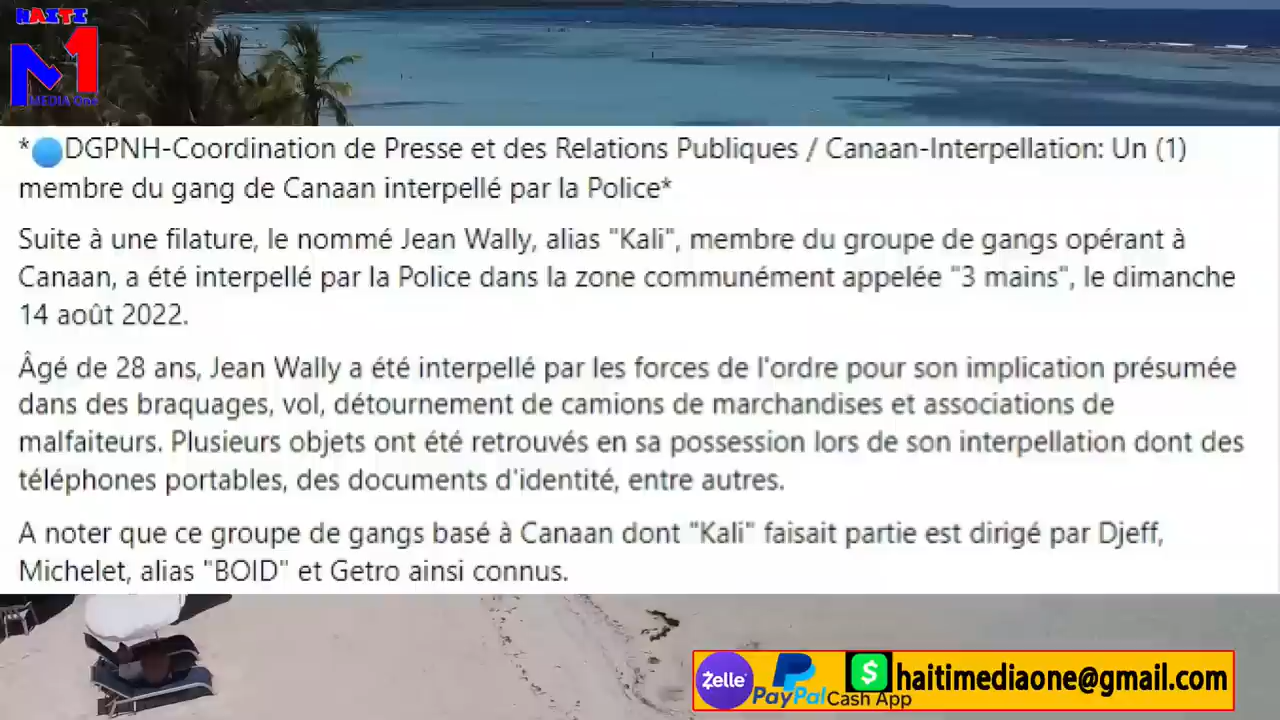 HAITI
M1
MEDIA One
*🔵DGPNH-Coordination de Presse et des Relations Publiques / Canaan-Interpellation: Un (1)
membre du gang de Canaan interpellé par la Police*
Suite à une filature, le nommé Jean Wally, alias "Kali", membre du groupe de gangs opérant à
Canaan, a été interpellé par la Police dans la zone communément appelée "3 mains", le dimanche
14 août 2022.
Âgé de 28 ans, Jean Wally a été interpellé par les forces de l'ordre pour son implication présumée
dans des braquages, vol, détournement de camions de marchandises et associations de
malfaiteurs. Plusieurs objets ont été retrouvés en sa possession lors de son interpellation dont des
téléphones portables, des documents d'identité, entre autres.
A noter que ce groupe de gangs basé à Canaan dont "Kali" faisait partie est dirigé par Djeff,
Michelet, alias "BOID" et Getro ainsi connus.
Zelle
PayPal
$
Cash App
haitimediaone@gmail.com